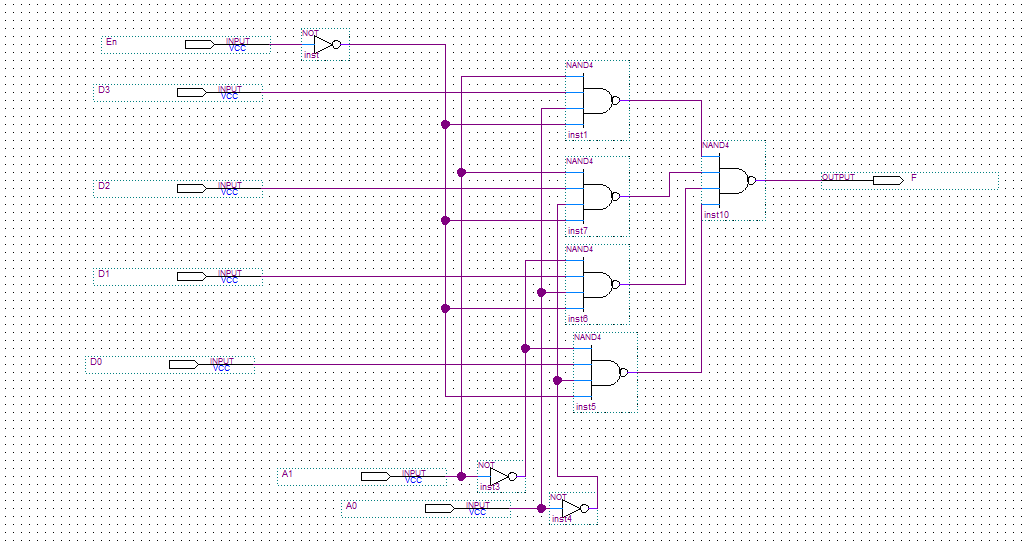 En INPUT VCC NOT inst
NAND4
D3 INPUT VCC
inst1
NAND4
NAND4
D2 INPUT VCC
OUTPUT F
inst10
inst7
NAND4
D1 INPUT VCC
inst6
NAND4
D0 INPUT VCC
inst5
A1 INPUT VCC NOT inst3
A0 INPUT VCC NOT inst4